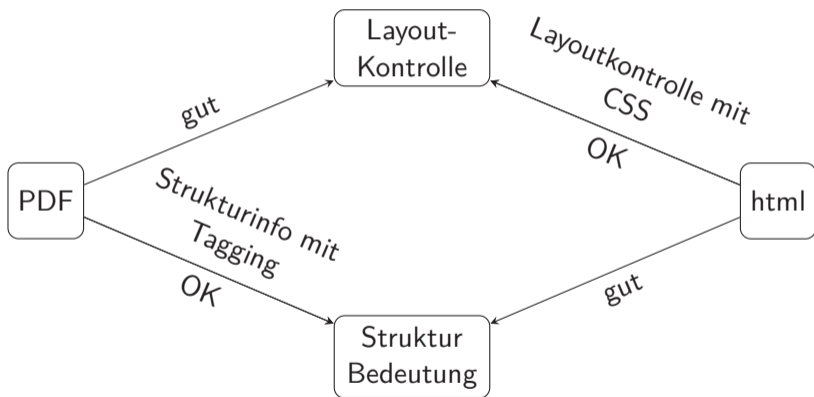 Layout-
Kontrolle
Layoutkontrolle mit
CSS
OK
gut
PDF
html
Strukturinfo mit
Tagging
OK
gut
Struktur
Bedeutung